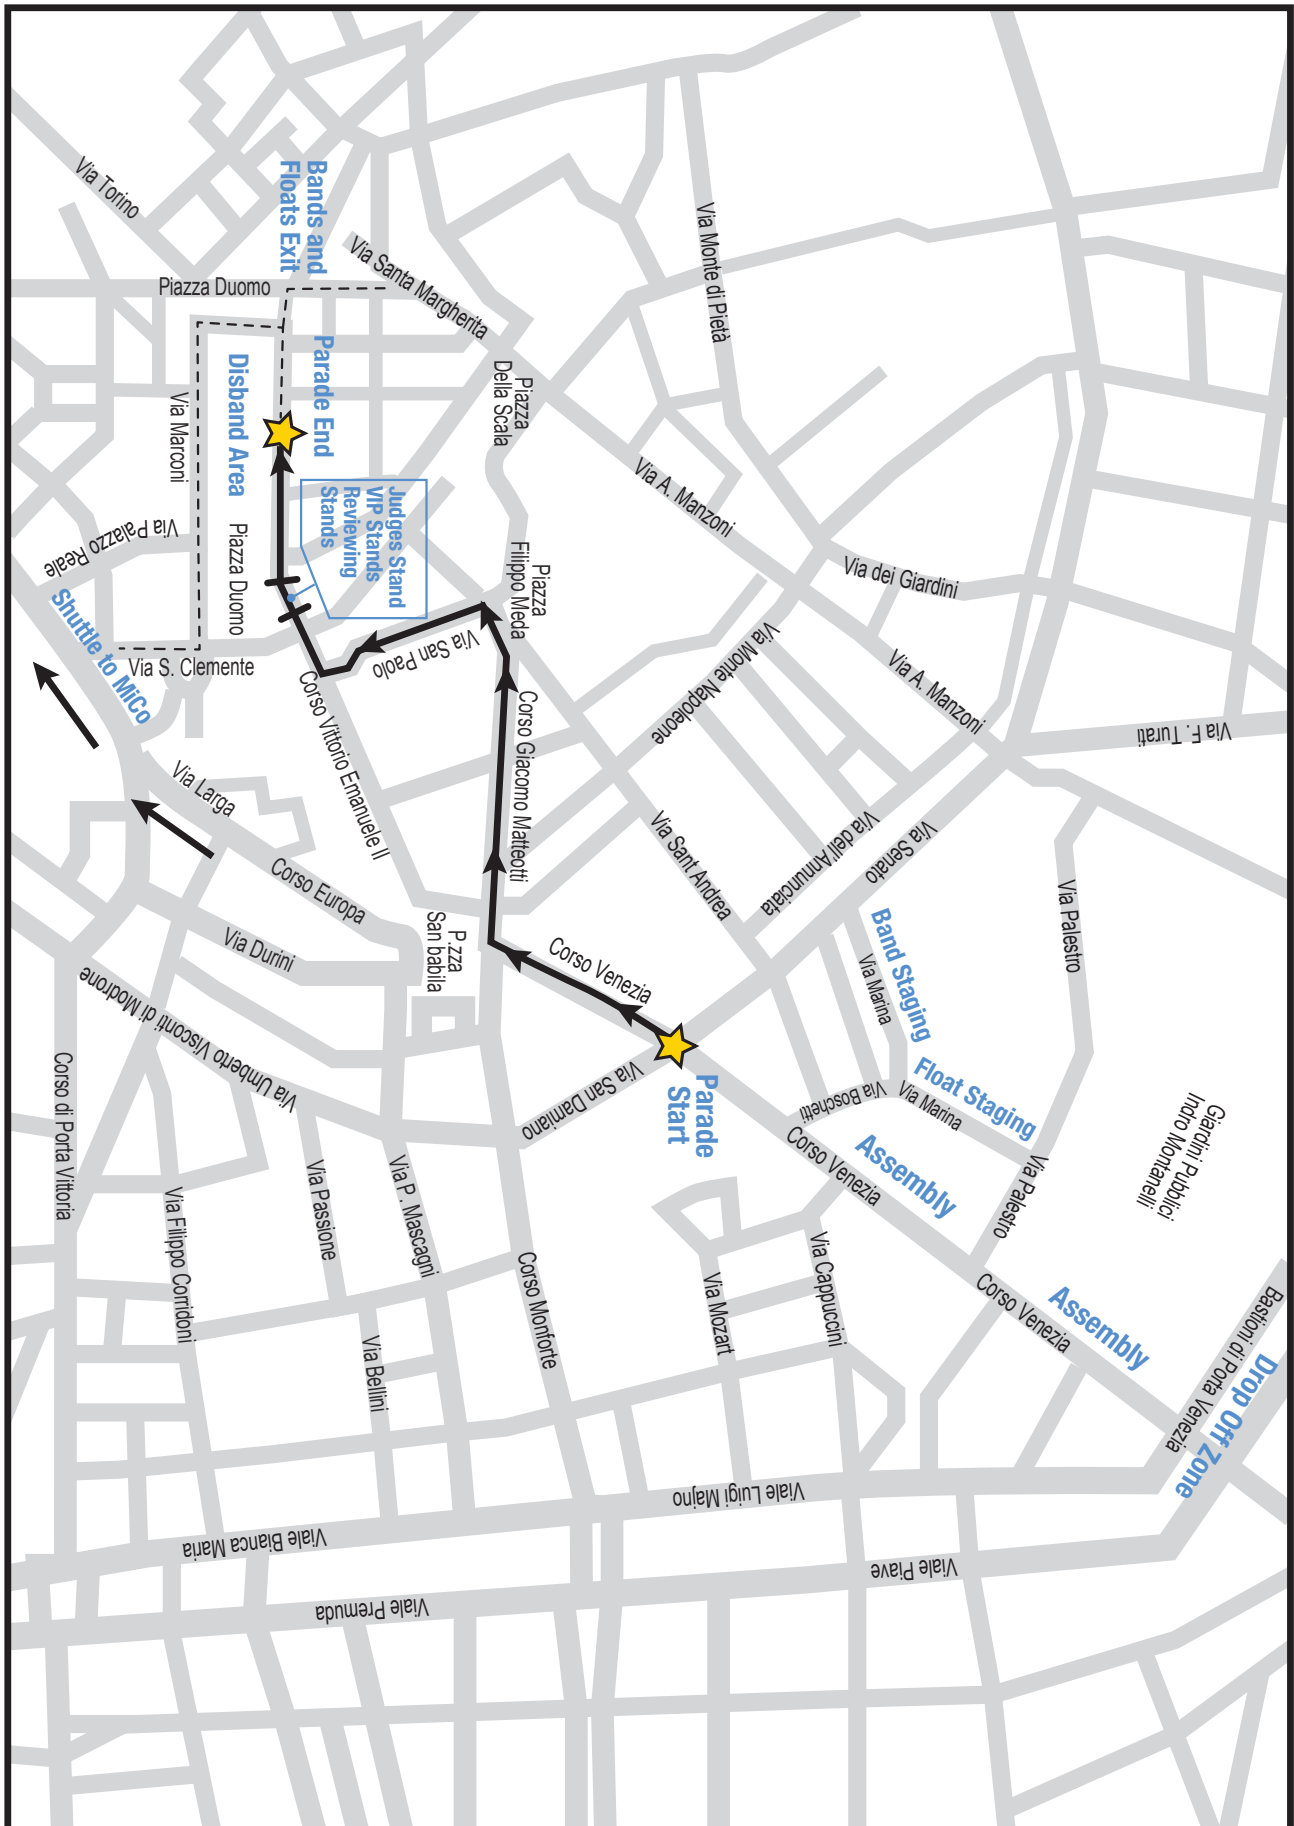 Via Torino
Bands and
Floats Exit
Via Santa Margherita
Via Monte di Pietà
Piazza Duomo
Parade End
Disband Area
Via Marconi
Piazza
Della Scala
Via A. Manzoni
Judges Stand
VIP Stands
Reviewing
Stands
Via Palazzo Reale
Piazza Duomo
Piazza
Filippo Meda
Via dei Giardini
Shuttle to MiCo
Via S. Clemente
Via San Paolo
Via Monte Napoleone
Via A. Manzoni
Via F. Turati
Corso Vittorio Emanuele II
Corso Giacomo Matteotti
Via Larga
Via Sant Andrea
Via dell'Annunciata
Via Senato
Corso Europa
Via Durini
P.zza
San babila
Corso Venezia
Band Staging
Via Marina
Via Palestro
Via Umberto Visconti di Modrone
Corso di Porta Vittoria
Via San Damiano
Parade
Start
Via Boschetti
Via Marina
Float Staging
Giardini Pubblici
Indro Montanelli
Corso Venezia
Assembly
Via Palestro
Via Filippo Corridoni
Via Passione
Via P. Mascagni
Corso Monforte
Via Mozart
Via Cappuccini
Corso Venezia
Assembly
Bastioni di Porta Venezia
Drop Off Zone
Via Bellini
Viale Luigi Majno
Viale Bianca Maria
Viale Piave
Viale Premuda